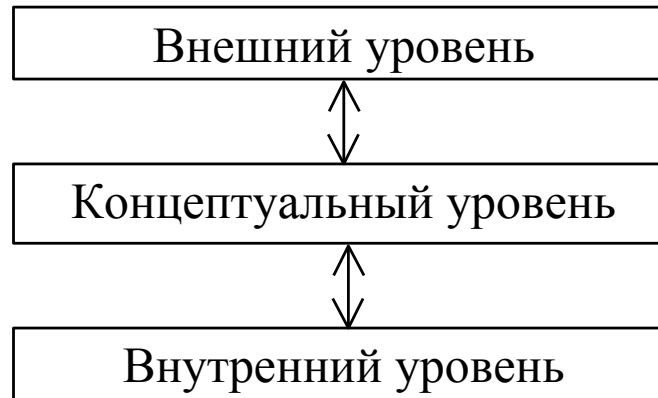 Внешний уровень
Концептуальный уровень
Внутренний уровень